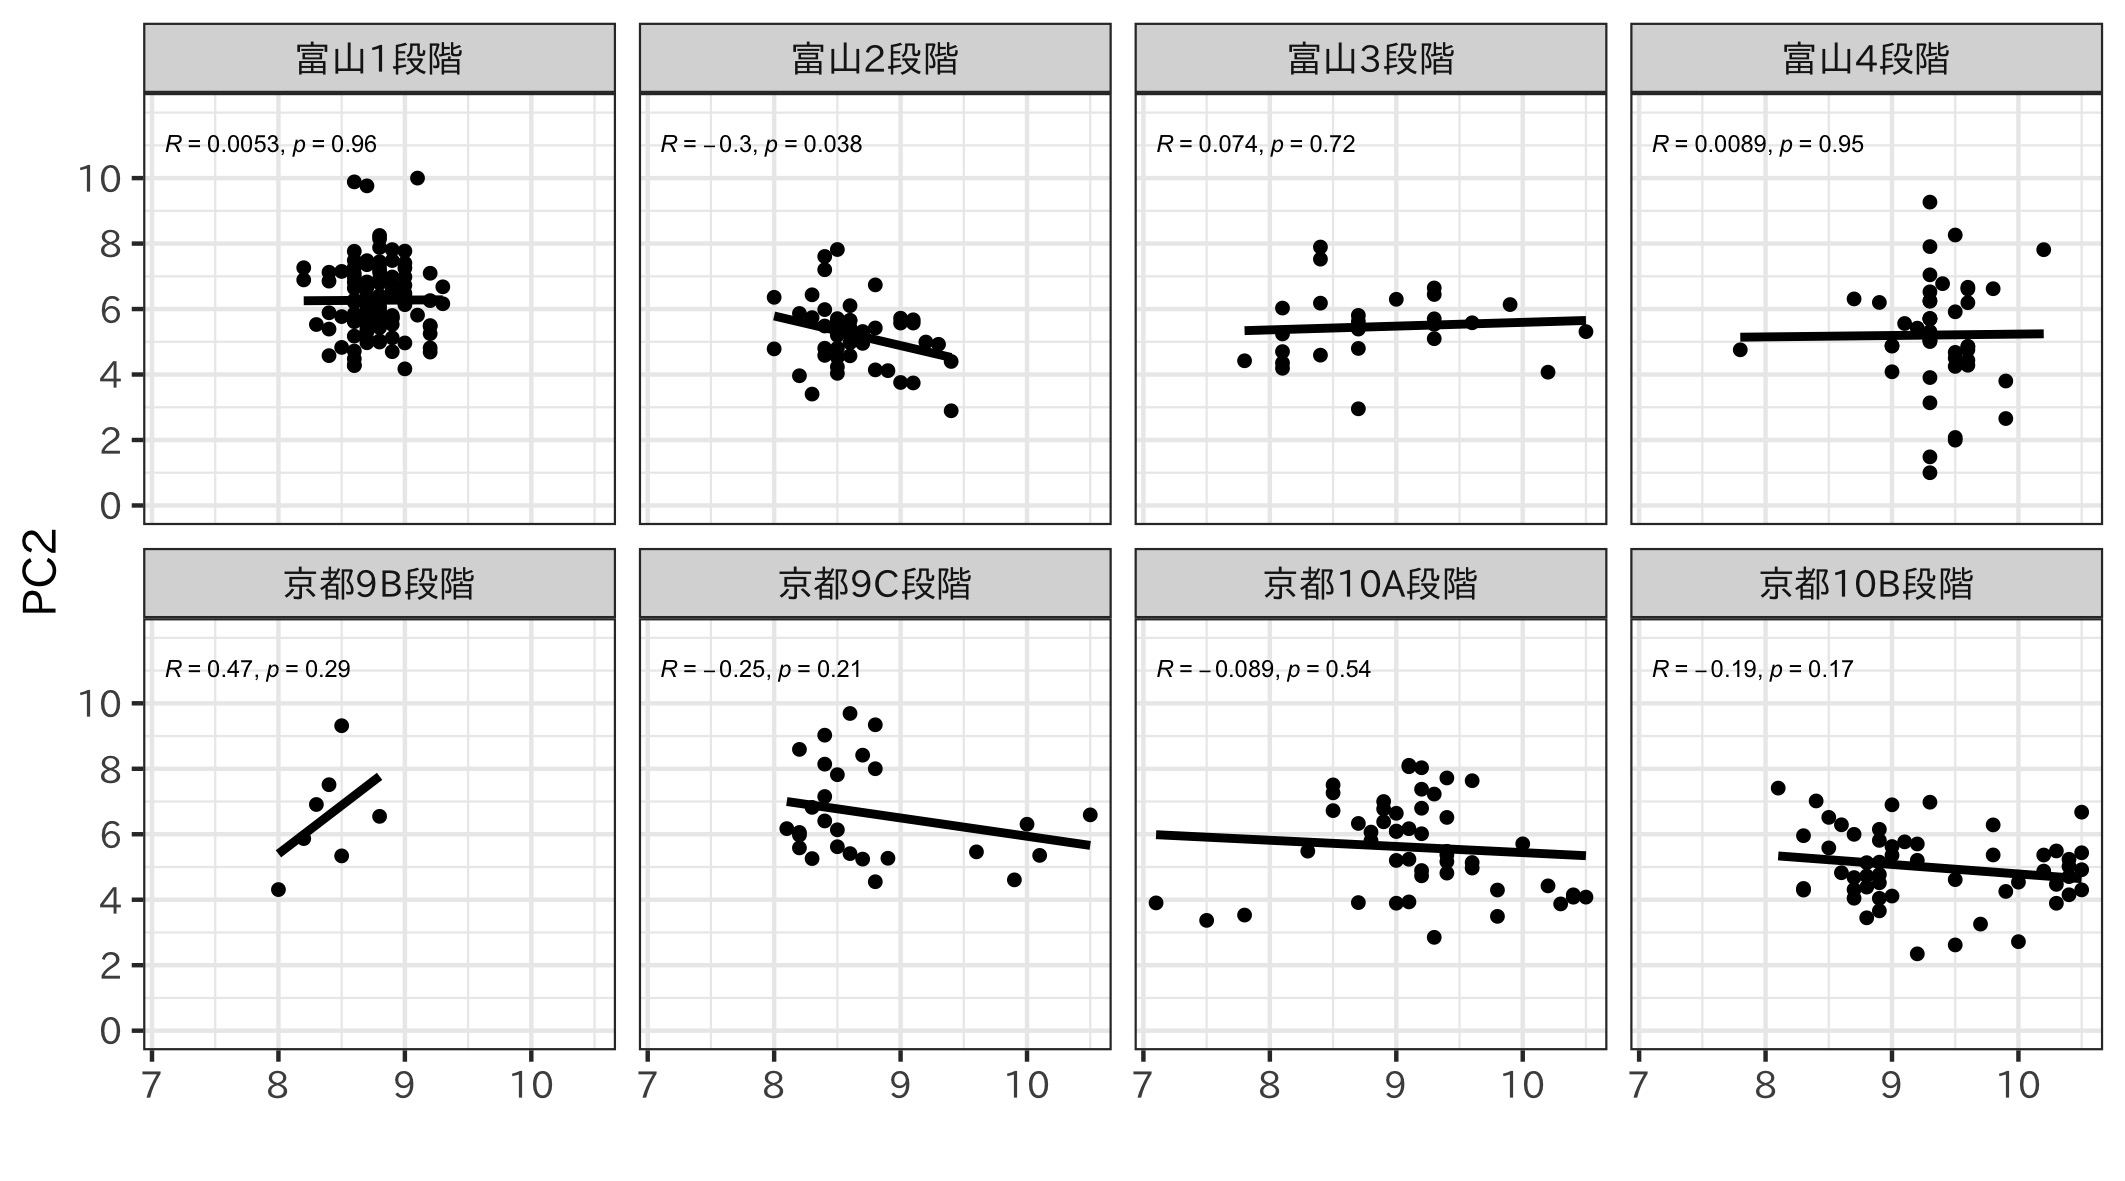 富山1段階 富山2段階 富山3段階 富山4段階
R = 0.0053, p = 0.96 R = −0.3, p = 0.038 R = 0.074, p = 0.72 R = 0.0089, p = 0.95
10
8
6
4
2
0
PC2
京都9B段階 京都9C段階 京都10A段階 京都10B段階
R = 0.47, p = 0.29 R = −0.25, p = 0.21 R = −0.089, p = 0.54 R = −0.19, p = 0.17
10
8
6
4
2
0
7 8 9 10 7 8 9 10 7 8 9 10 7 8 9 10